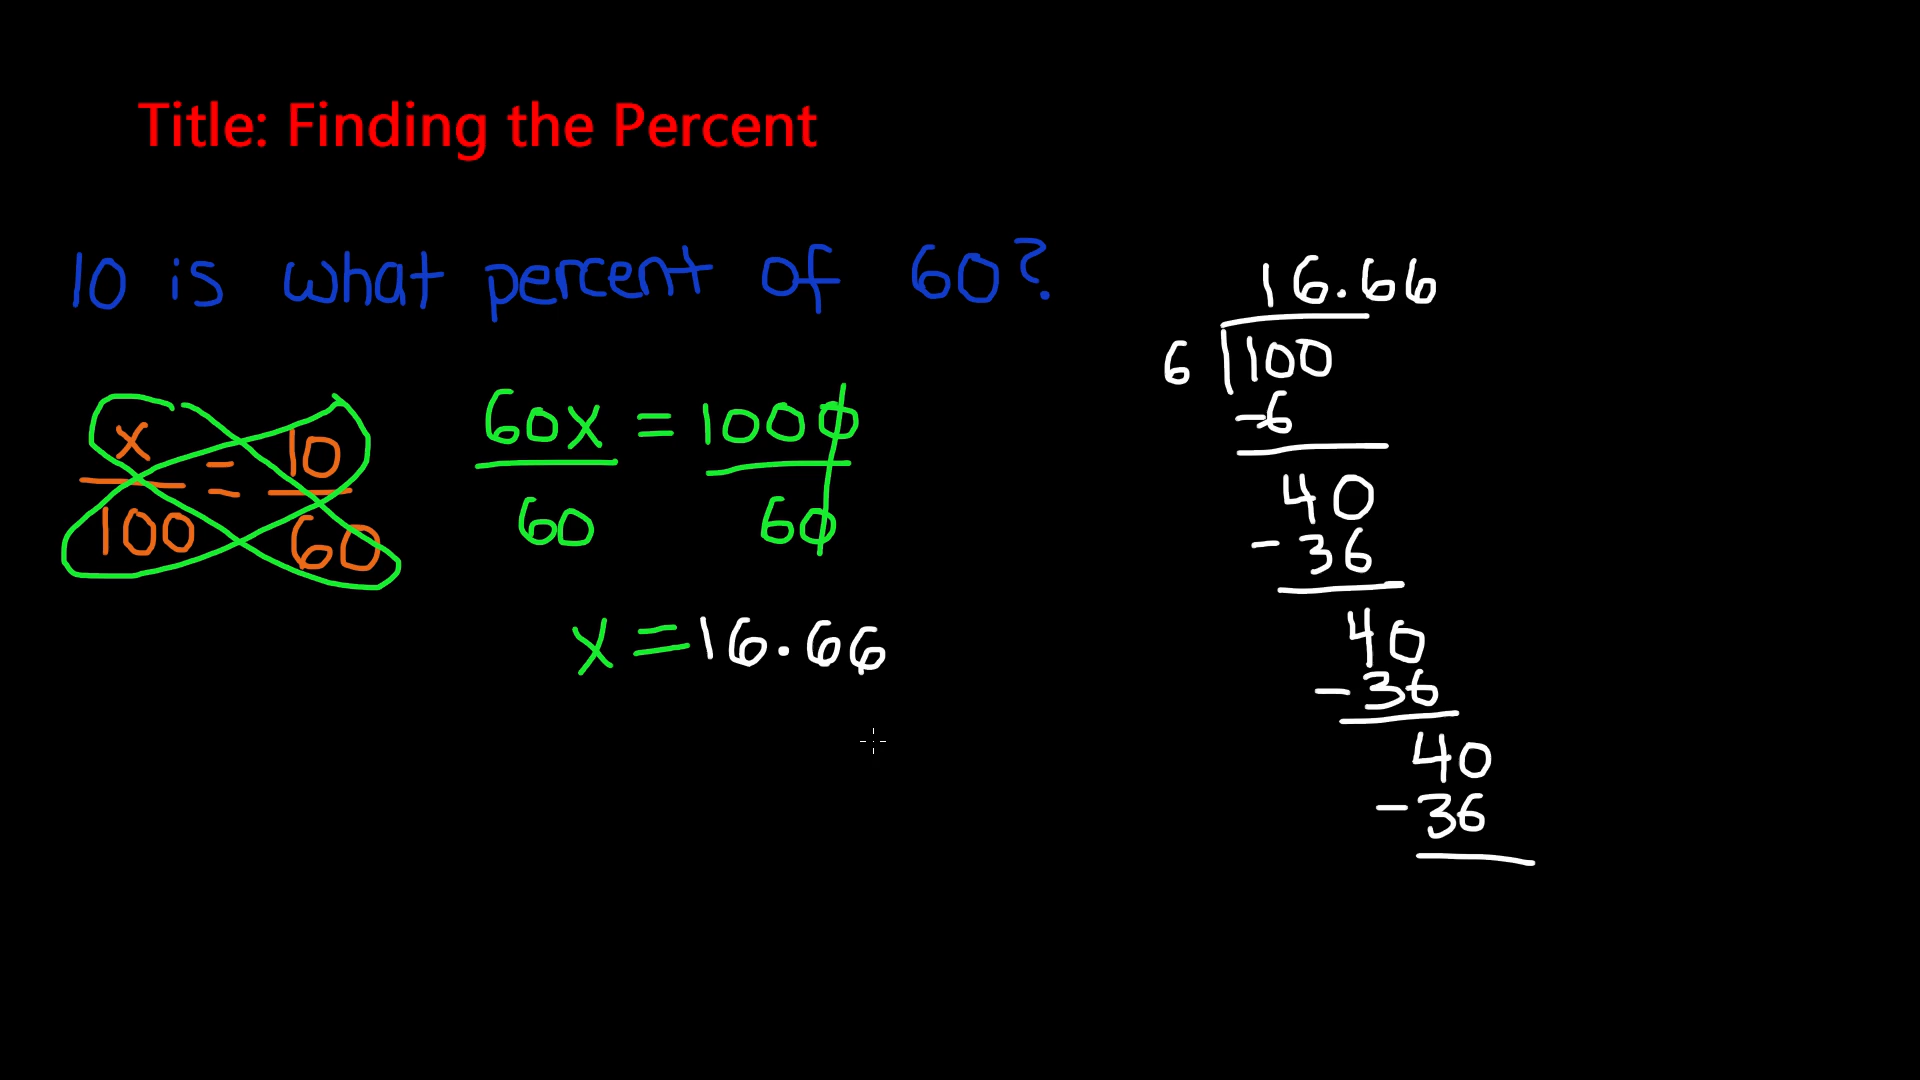 Title: Finding the Percent
10 is what percent of 60?
x = 10
100 60
60x = 1000
60 60
x = 16.66
16.66
6 100
-6
40
- 36
40
- 36
40
- 36